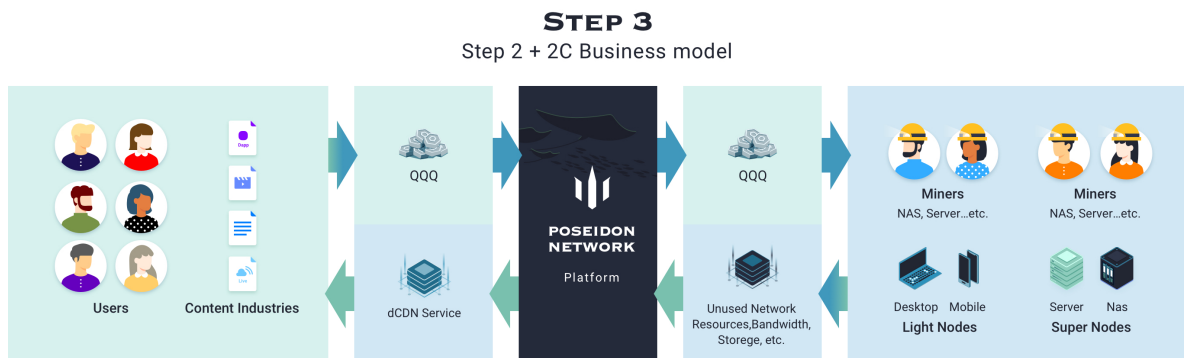 STEP 3
Step 2 + 2C Business model
Dapp
Live
Users
Content Industries
QQQ
dCDN Service
POSEIDON
NETWORK
Platform
QQQ
Unused Network
Resources,Bandwidth,
Storege, etc.
Miners
NAS, Server...etc.
Miners
NAS, Server...etc.
Desktop
Mobile
Light Nodes
Server
Nas
Super Nodes